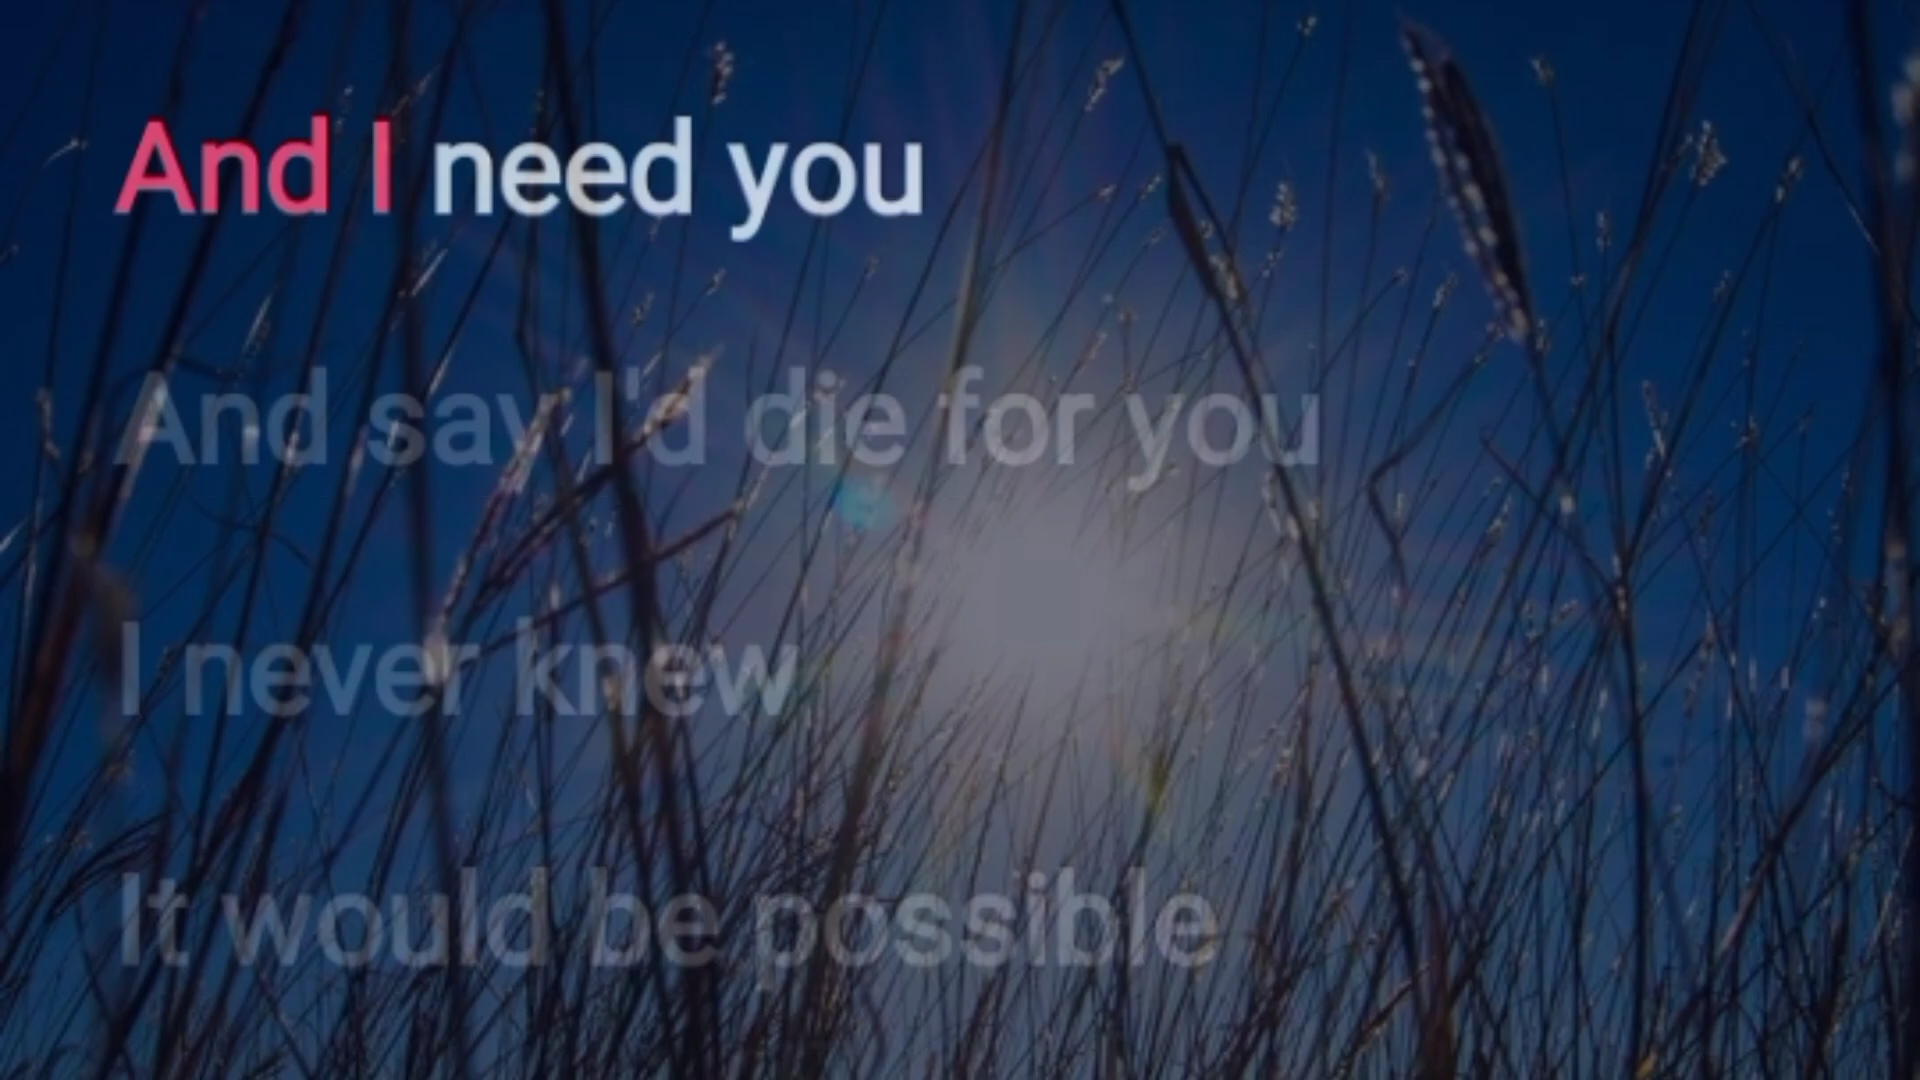 And I need you
And say I'd die for you
I never knew
It would be possible